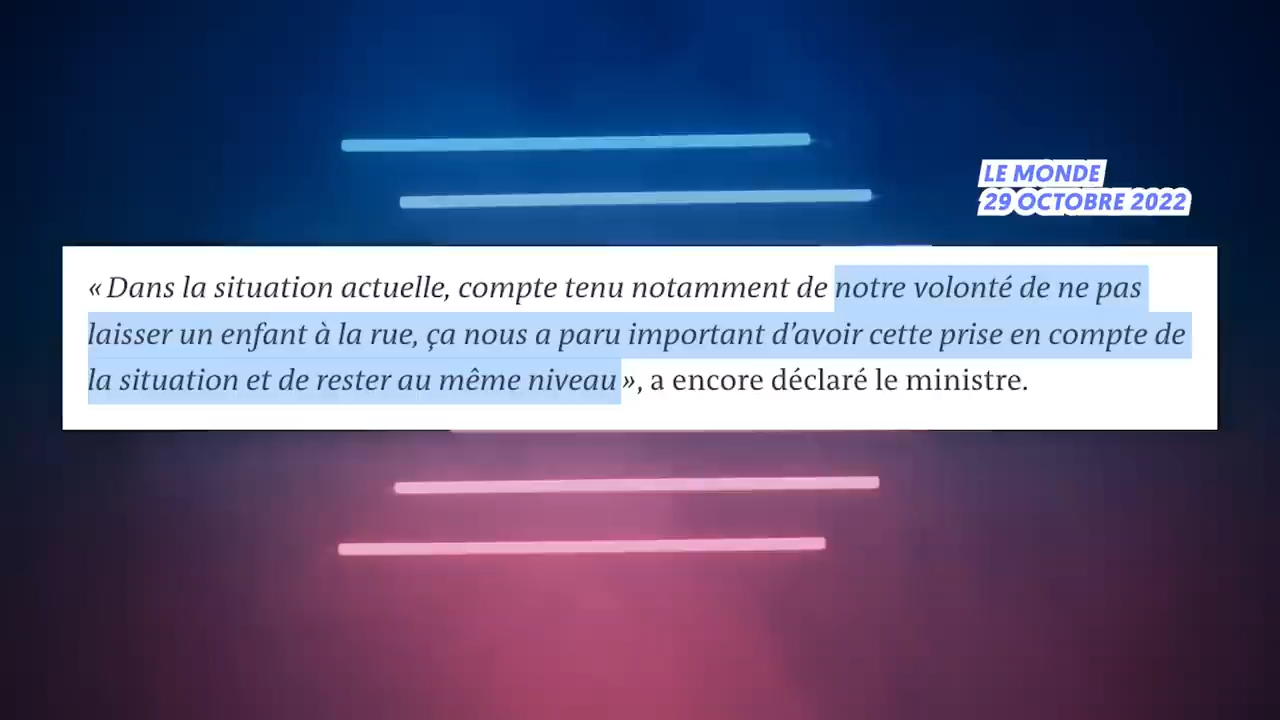 LE MONDE
29 OCTOBRE 2022
« Dans la situation actuelle, compte tenu notamment de notre volonté de ne pas
laisser un enfant à la rue, ça nous a paru important d’avoir cette prise en compte de
la situation et de rester au même niveau », a encore déclaré le ministre.